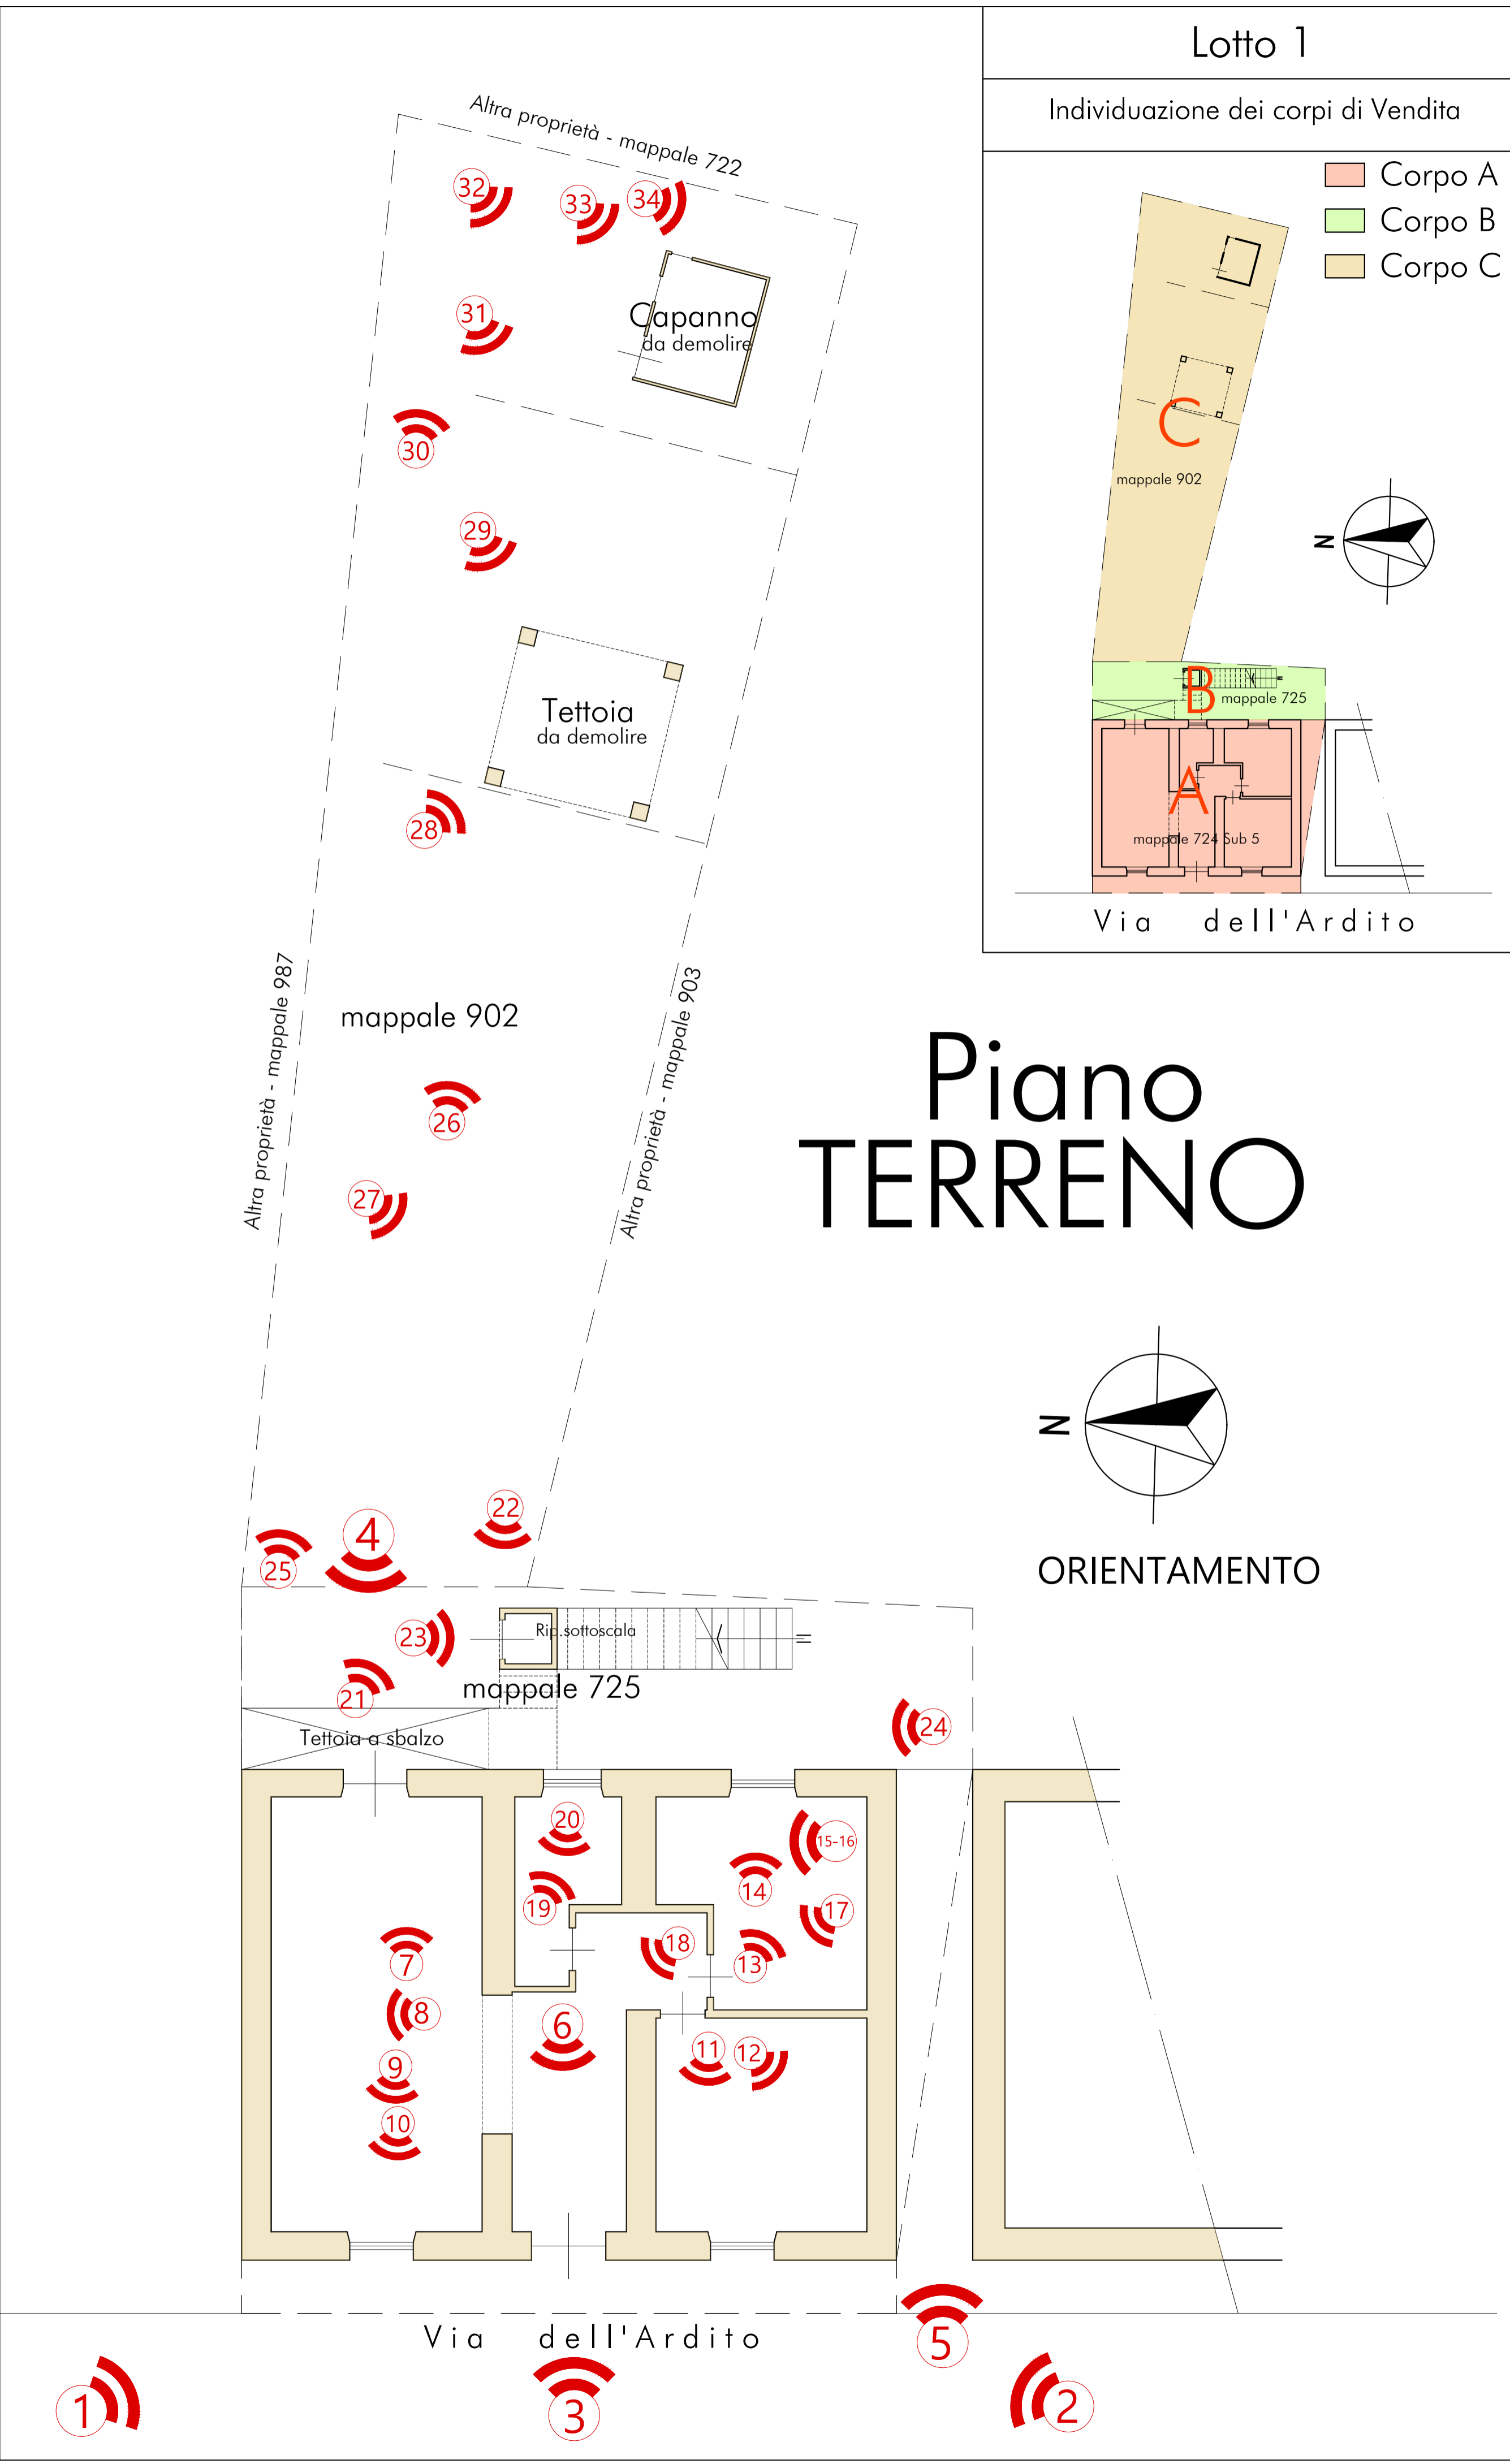 Lotto 1
Individuazione dei corpi di Vendita
Corpo A
Corpo B
Corpo C
C
mappale 902
N
B
mappale 725
A
mappale 724 Sub 5
Via dell'Ardito
Altra proprietà - mappale 722
32
33
34
31
Capanno
da demolire
30
29
Tettoia
da demolire
28
Altra proprietà - mappale 987
mappale 902
Altra proprietà - mappale 903
26
27
Piano
TERRENO
N
ORIENTAMENTO
22
4
25
23
Rip.sottoscala
21
mappale 725
24
Tettoia a sbalzo
20
15-16
14
19
17
18
13
7
8
6
11
12
9
10
Via dell'Ardito
5
1
3
2